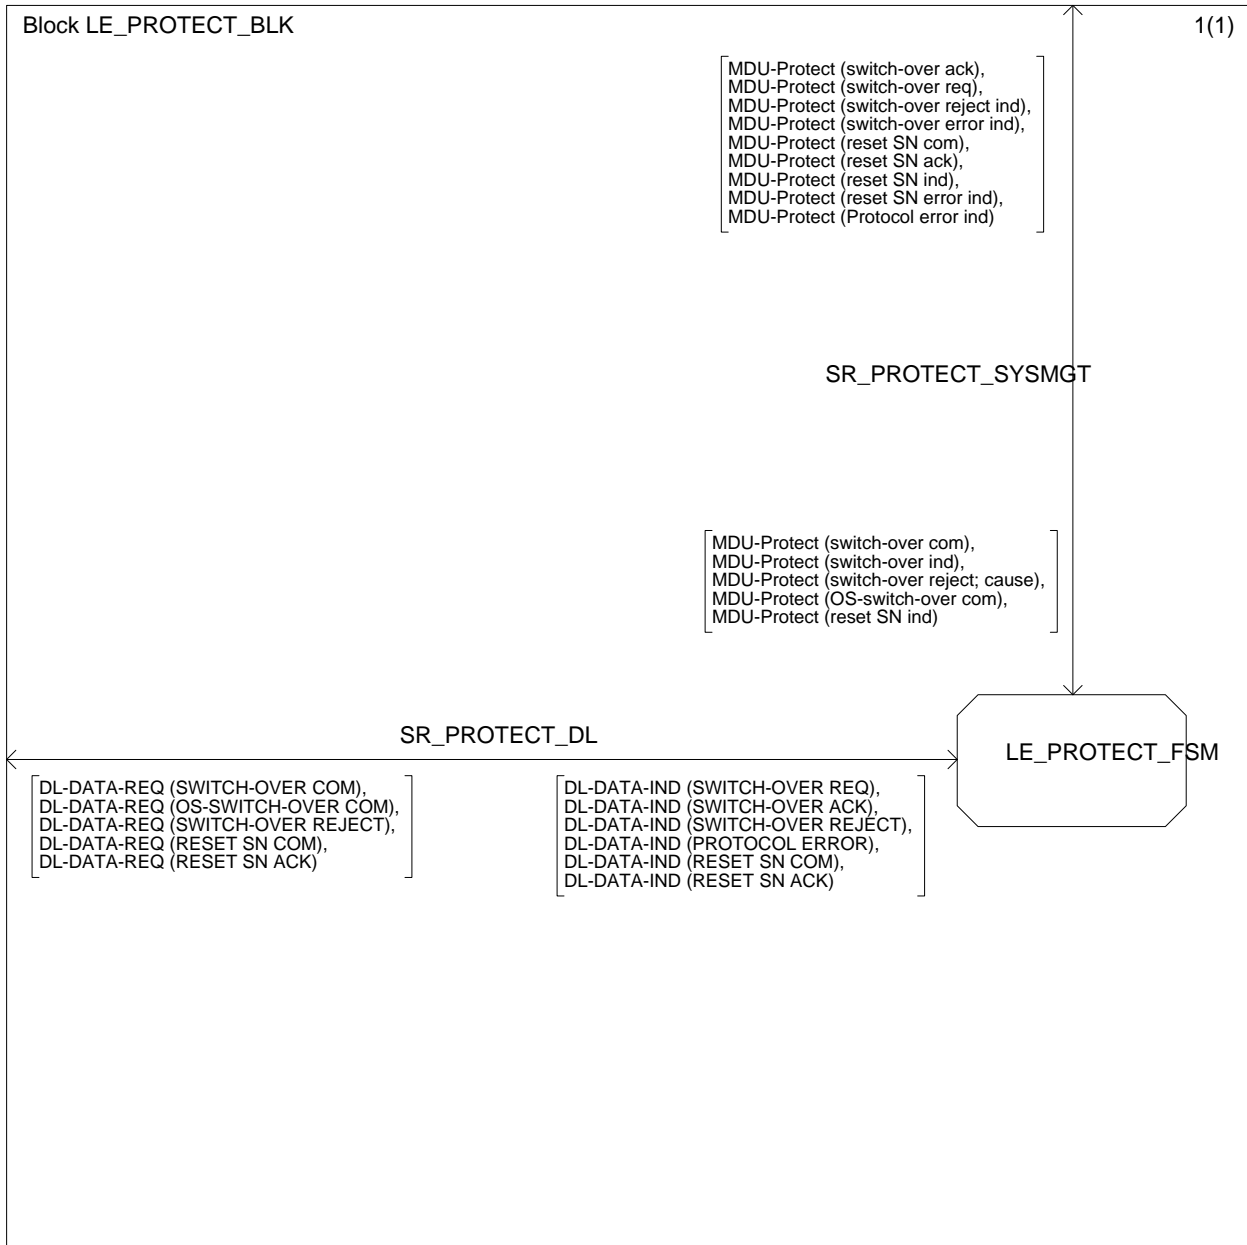 Block LE_PROTECT_BLK
1(1)
MDU-Protect (switch-over ack),
MDU-Protect (switch-over req),
MDU-Protect (switch-over reject ind),
MDU-Protect (switch-over error ind),
MDU-Protect (reset SN com),
MDU-Protect (reset SN ack),
MDU-Protect (reset SN ind),
MDU-Protect (reset SN error ind),
MDU-Protect (Protocol error ind)
SR_PROTECT_SYSMGT
MDU-Protect (switch-over com),
MDU-Protect (switch-over ind),
MDU-Protect (switch-over reject; cause),
MDU-Protect (OS-switch-over com),
MDU-Protect (reset SN ind)
SR_PROTECT_DL
LE_PROTECT_FSM
DL-DATA-REQ (SWITCH-OVER COM),
DL-DATA-REQ (OS-SWITCH-OVER COM),
DL-DATA-REQ (SWITCH-OVER REJECT),
DL-DATA-REQ (RESET SN COM),
DL-DATA-REQ (RESET SN ACK)
DL-DATA-IND (SWITCH-OVER REQ),
DL-DATA-IND (SWITCH-OVER ACK),
DL-DATA-IND (SWITCH-OVER REJECT),
DL-DATA-IND (PROTOCOL ERROR),
DL-DATA-IND (RESET SN COM),
DL-DATA-IND (RESET SN ACK)